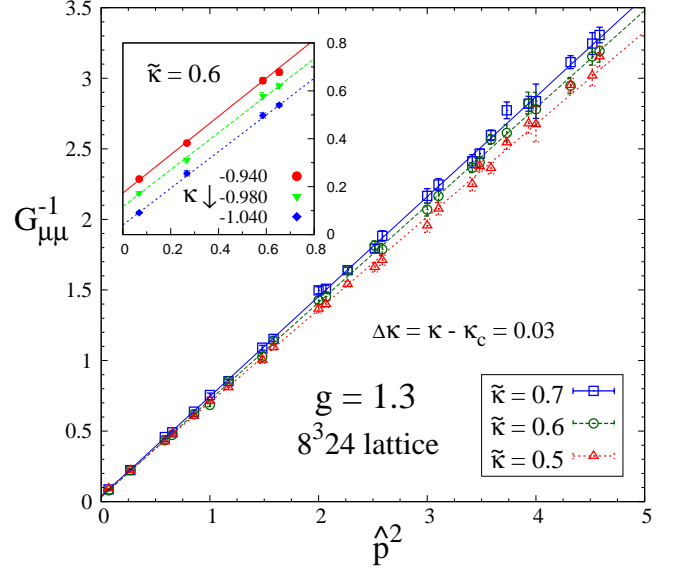 3.5
3
2.5
2
1.5
1
0.5
0
G⁻¹μμ
0 1 2 3 4 5
p̂²
κ̃ = 0.6
0.8
0.6
0.4
0.2
0
0 0.2 0.4 0.6 0.8
-0.940
κ ↓ -0.980
-1.040
Δκ = κ - κ_c = 0.03
g = 1.3
8³24 lattice
κ̃ = 0.7
κ̃ = 0.6
κ̃ = 0.5